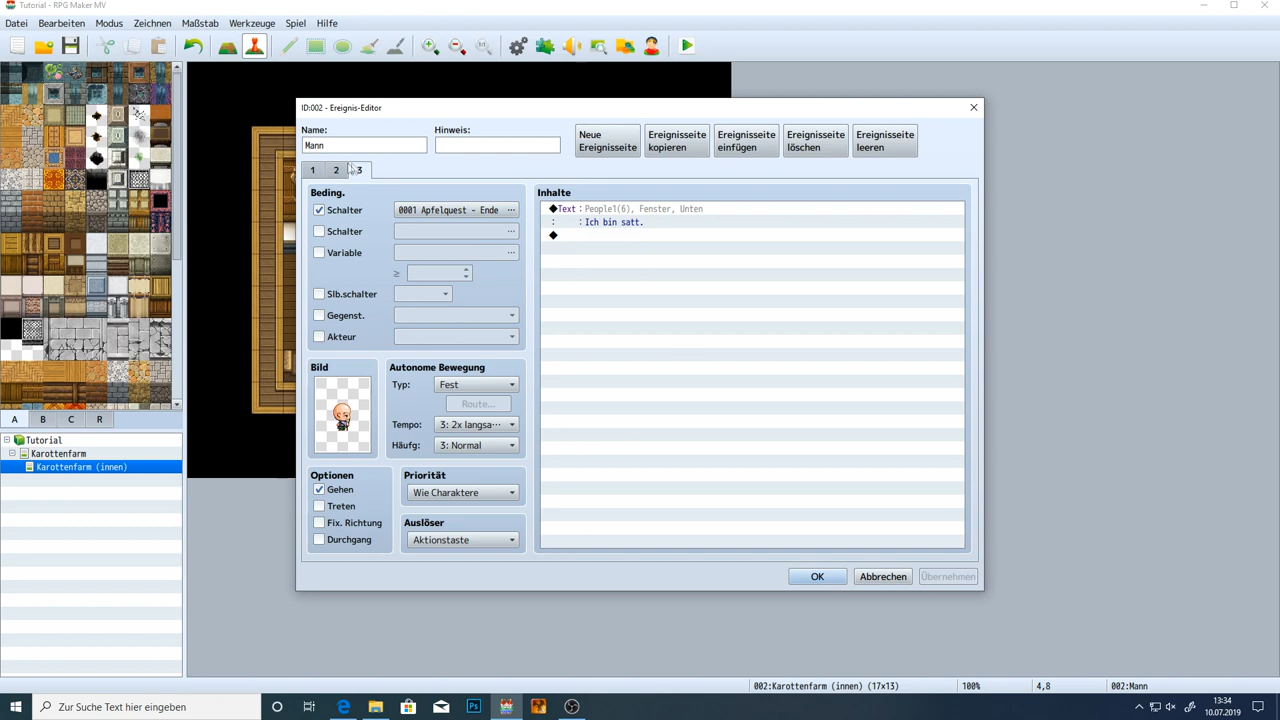 Tutorial - RPG Maker MV
Datei Bearbeiten Modus Zeichnen Maßstab Werkzeuge Spiel Hilfe
1:1
ID:002 - Ereignis-Editor
Name: Hinweis:
Mann
Neue Ereignisseite
Ereignisseite kopieren
Ereignisseite einfügen
Ereignisseite löschen
Ereignisseite leeren
1 2 3
Beding.
Schalter 0001 Apfelquest - Ende ...
Schalter ...
Variable ...
≥
Slb.schalter
Gegenst.
Akteur
Bild
Autonome Bewegung
Typ: Fest
Route...
Tempo: 3: 2x langsa...
Häufg: 3: Normal
Optionen
Gehen
Treten
Fix. Richtung
Durchgang
Priorität
Wie Charaktere
Auslöser
Aktionstaste
Inhalte
◆Text：People1(6), Fenster, Unten
: ：Ich bin satt.
◆
OK Abbrechen Übernehmen
A B C R
Tutorial
Karottenfarm
Karottenfarm (innen)
002:Karottenfarm (innen) (17x13) 100% 4,8 002:Mann
Zur Suche Text hier eingeben
Ps
13:34
10.07.2019